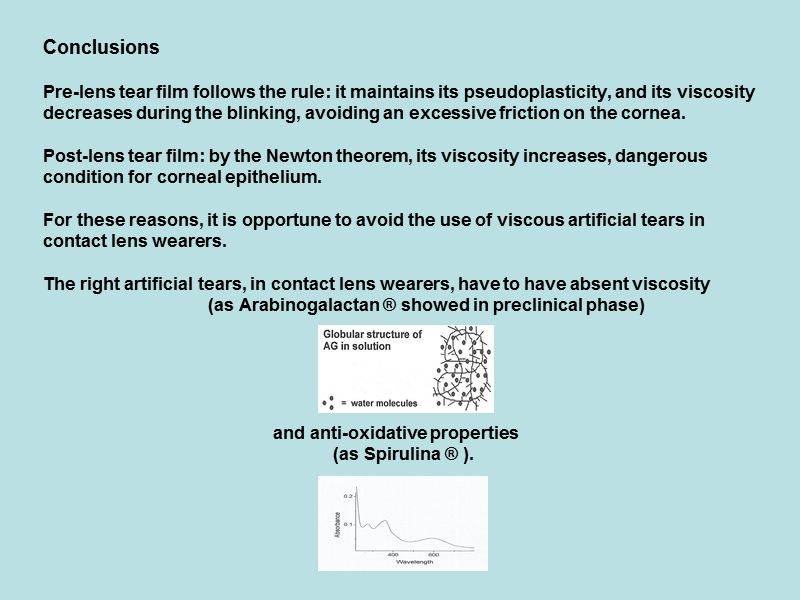 Conclusions
Pre-lens tear film follows the rule: it maintains its pseudoplasticity, and its viscosity
decreases during the blinking, avoiding an excessive friction on the cornea.
Post-lens tear film: by the Newton theorem, its viscosity increases, dangerous
condition for corneal epithelium.
For these reasons, it is opportune to avoid the use of viscous artificial tears in
contact lens wearers.
The right artificial tears, in contact lens wearers, have to have absent viscosity
(as Arabinogalactan ® showed in preclinical phase)
Globular structure of
AG in solution
= water molecules
and anti-oxidative properties
(as Spirulina ® ).
0.2
0.1
Absorbance
400 600
Wavelength